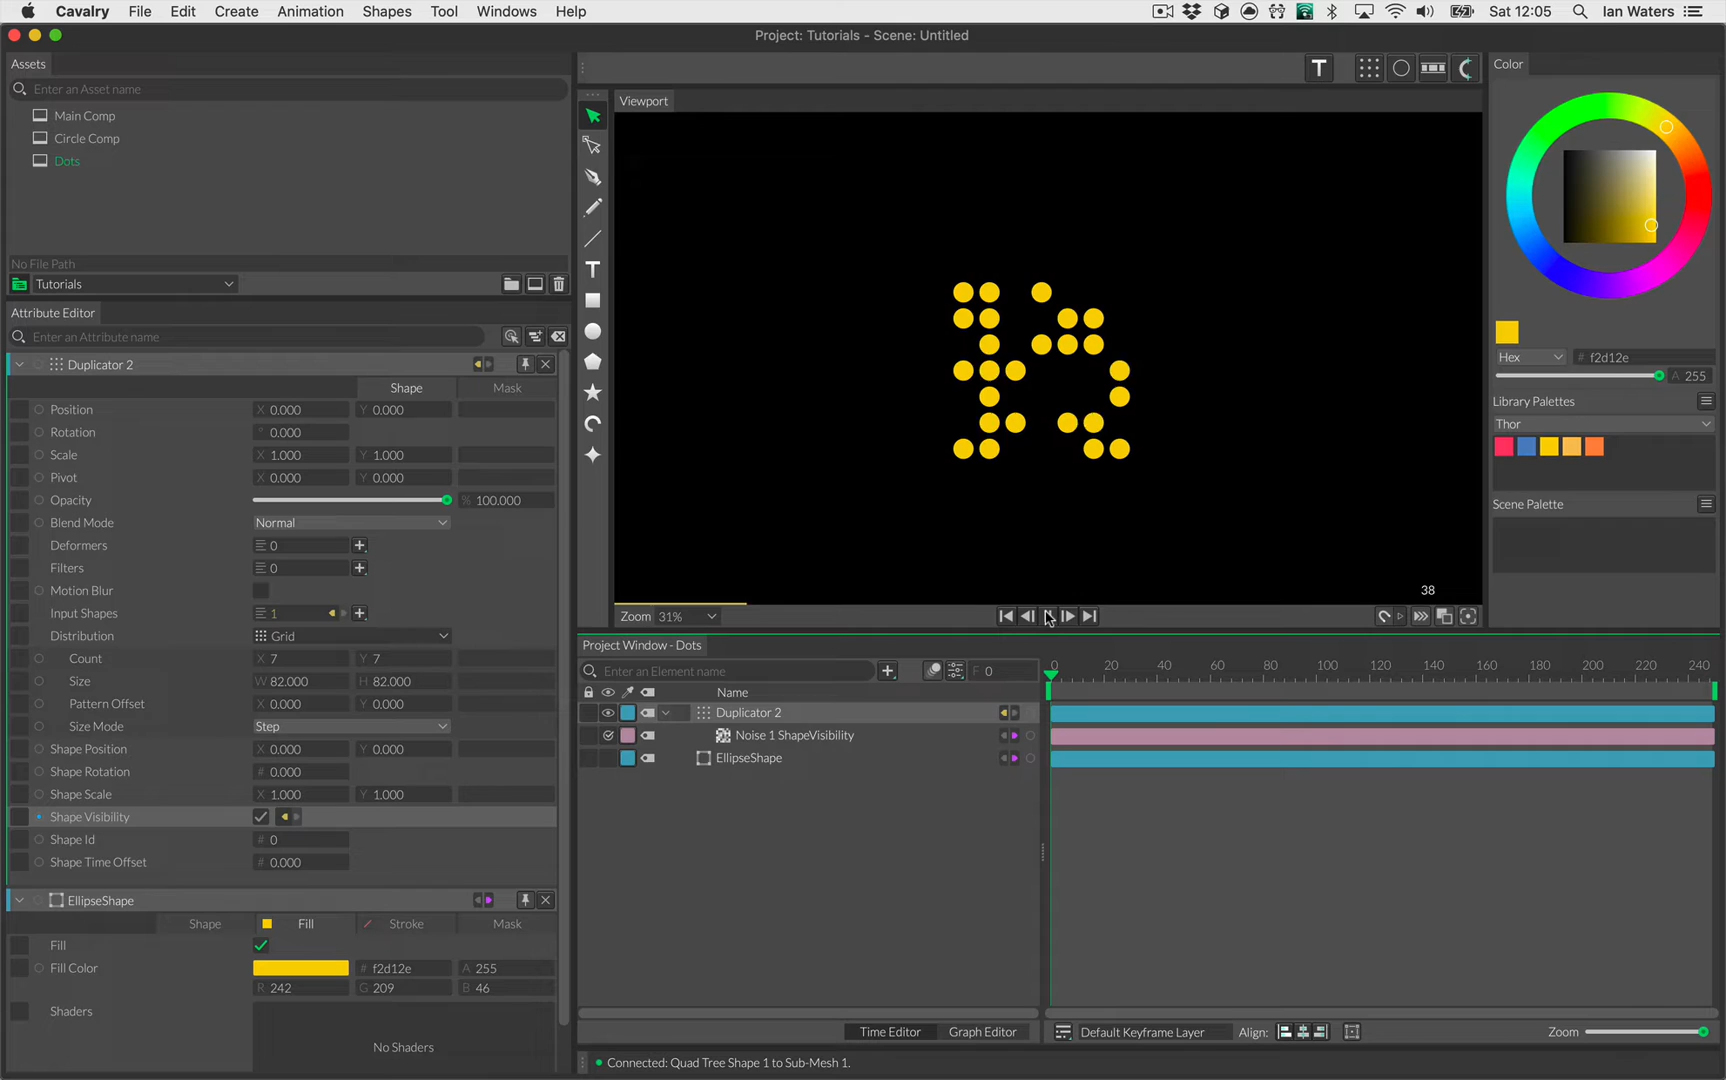 Cavalry File Edit Create Animation Shapes Tool Windows Help Sat 12:05 Ian Waters
Project: Tutorials - Scene: Untitled
Assets
Enter an Asset name
Main Comp
Circle Comp
Dots
No File Path
Tutorials
Attribute Editor
Enter an Attribute name
Duplicator 2
Shape Mask
Position X 0.000 Y 0.000
Rotation ° 0.000
Scale X 1.000 Y 1.000
Pivot X 0.000 Y 0.000
Opacity % 100.000
Blend Mode Normal
Deformers 0
Filters 0
Motion Blur
Input Shapes 1
Distribution Grid
Count X 7 Y 7
Size W 82.000 H 82.000
Pattern Offset X 0.000 Y 0.000
Size Mode Step
Shape Position X 0.000 Y 0.000
Shape Rotation # 0.000
Shape Scale X 1.000 Y 1.000
Shape Visibility
Shape Id # 0
Shape Time Offset # 0.000
EllipseShape
Shape Fill Stroke Mask
Fill
Fill Color # f2d12e A 255
R 242 G 209 B 46
Shaders
No Shaders
Viewport
38
Zoom 31%
Project Window - Dots
Enter an Element name
F 0
0 20 40 60 80 100 120 140 160 180 200 220 240
Name
Duplicator 2
Noise 1 ShapeVisibility
EllipseShape
Time Editor Graph Editor
Default Keyframe Layer Align: Zoom
Connected: Quad Tree Shape 1 to Sub-Mesh 1.
Color
Hex # f2d12e
A 255
Library Palettes
Thor
Scene Palette